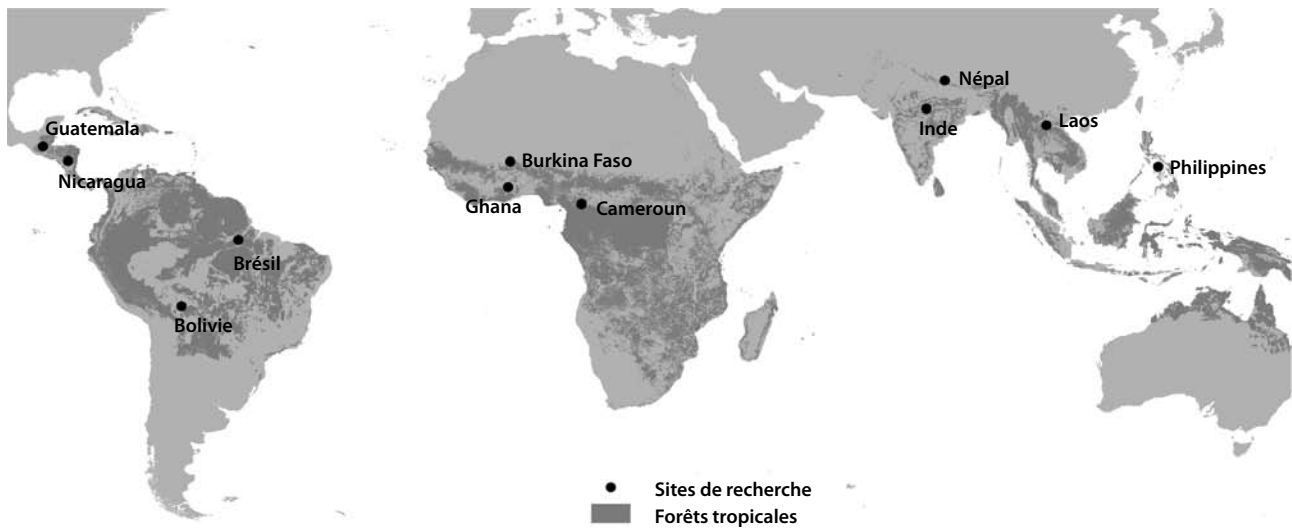 Népal
Inde
Laos
Guatemala
Nicaragua
Burkina Faso
Philippines
Ghana
Cameroun
Brésil
Bolivie
Sites de recherche
Forêts tropicales